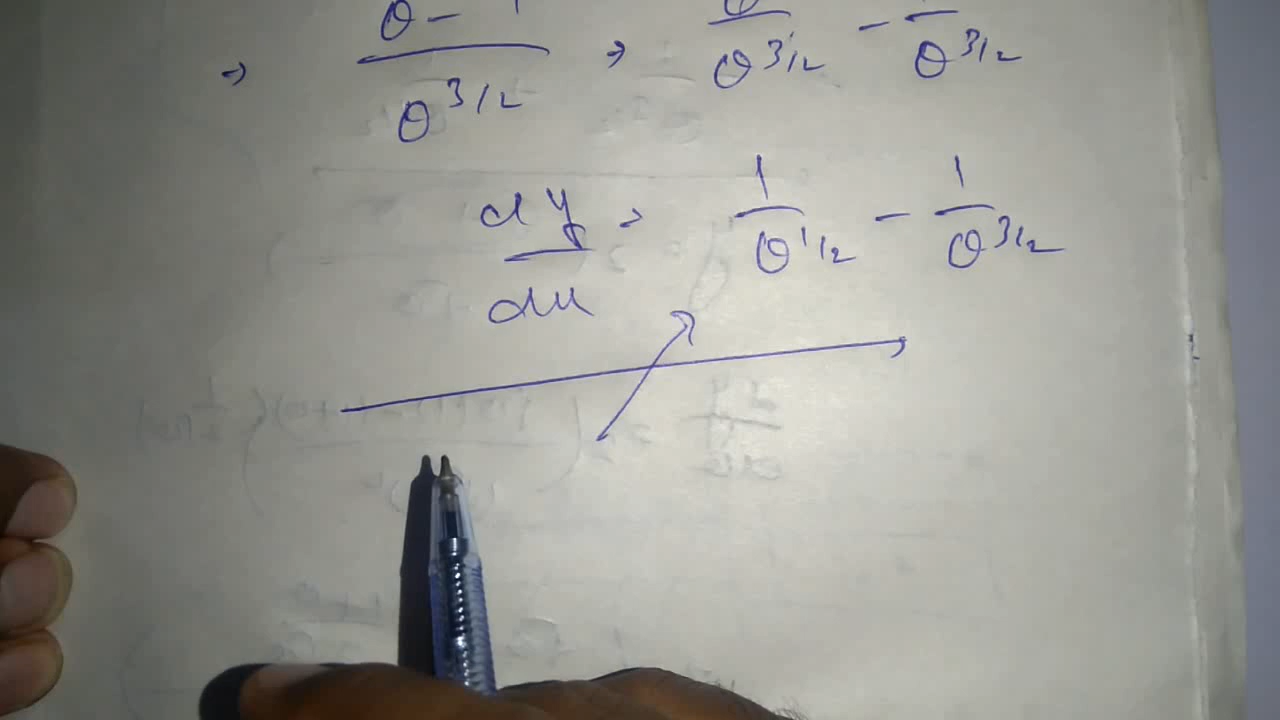 ⇒ θ - 1 / θ^3/2 ⇒ θ / θ^3/2 - 1 / θ^3/2
dy / dx = 1 / θ^1/2 - 1 / θ^3/2